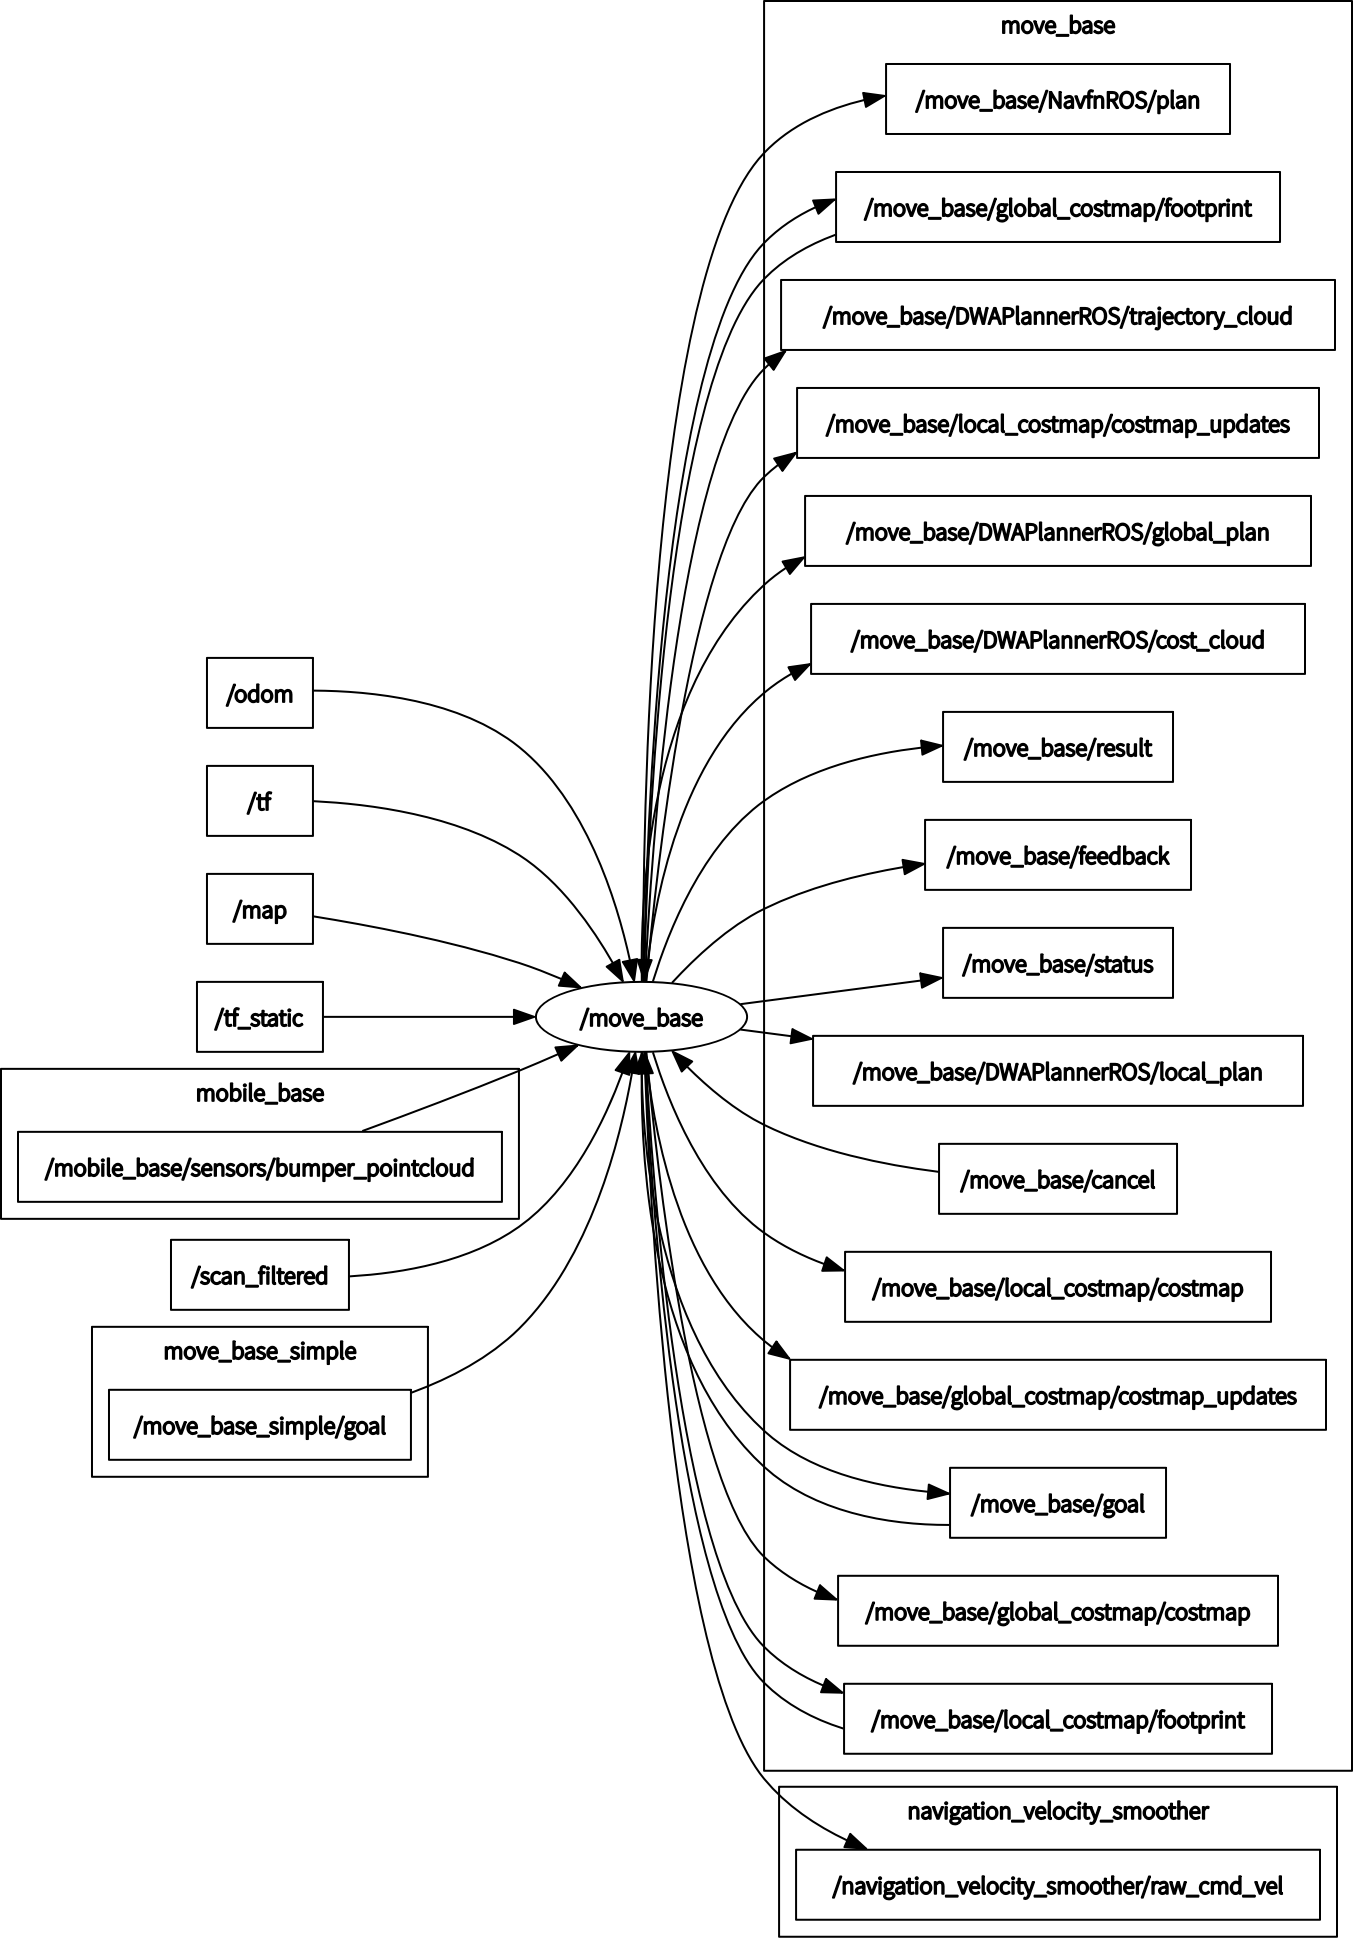 /odom
/tf
/map
/tf_static
mobile_base
/mobile_base/sensors/bumper_pointcloud
/scan_filtered
move_base_simple
/move_base_simple/goal
/move_base
move_base
/move_base/NavfnROS/plan
/move_base/global_costmap/footprint
/move_base/DWAPlannerROS/trajectory_cloud
/move_base/local_costmap/costmap_updates
/move_base/DWAPlannerROS/global_plan
/move_base/DWAPlannerROS/cost_cloud
/move_base/result
/move_base/feedback
/move_base/status
/move_base/DWAPlannerROS/local_plan
/move_base/cancel
/move_base/local_costmap/costmap
/move_base/global_costmap/costmap_updates
/move_base/goal
/move_base/global_costmap/costmap
/move_base/local_costmap/footprint
navigation_velocity_smoother
/navigation_velocity_smoother/raw_cmd_vel